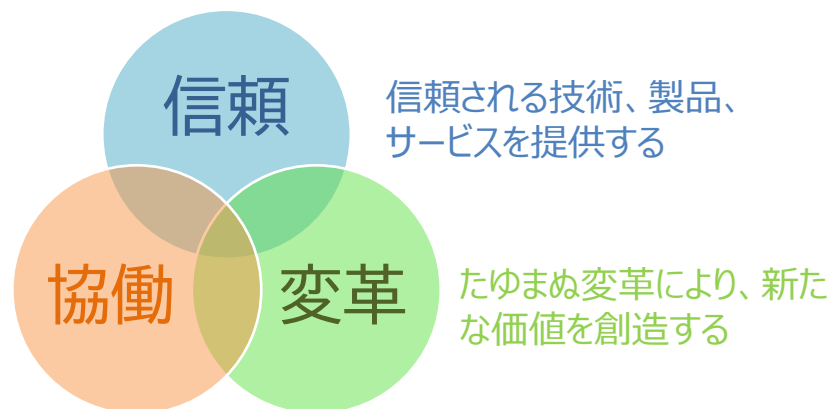 信頼
信頼される技術、製品、
サービスを提供する
協働
変革
たゆまぬ変革により、新た
な価値を創造する